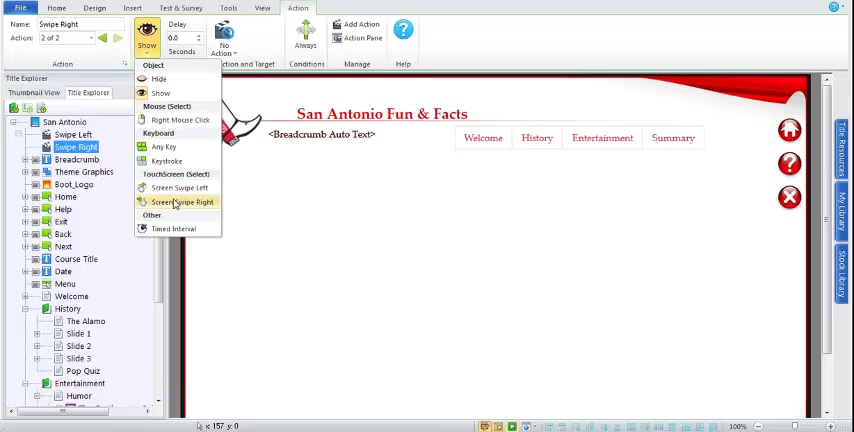 File Home Design Insert Test & Survey Tools View Action
Name: Swipe Right
Action: 2 of 2
Action
Show
Delay
0.0
Seconds
No Action
Action and Target
Always
Conditions
Add Action
Action Pane
Manage
Help
Title Explorer
Thumbnail View Title Explorer
San Antonio
Swipe Left
Swipe Right
Breadcrumb
Theme Graphics
Boot_Logo
Home
Help
Exit
Back
Next
Course Title
Date
Menu
Welcome
History
The Alamo
Slide 1
Slide 2
Slide 3
Pop Quiz
Entertainment
Humor
Object
Hide
Show
Mouse (Select)
Right Mouse Click
Keyboard
Any Key
Keystroke
TouchScreen (Select)
Screen Swipe Left
Screen Swipe Right
Other
Timed Interval
San Antonio Fun & Facts
<Breadcrumb Auto Text>
Welcome History Entertainment Summary
Title Resources
My Library
Stock Library
x: 157 y: 0
100%